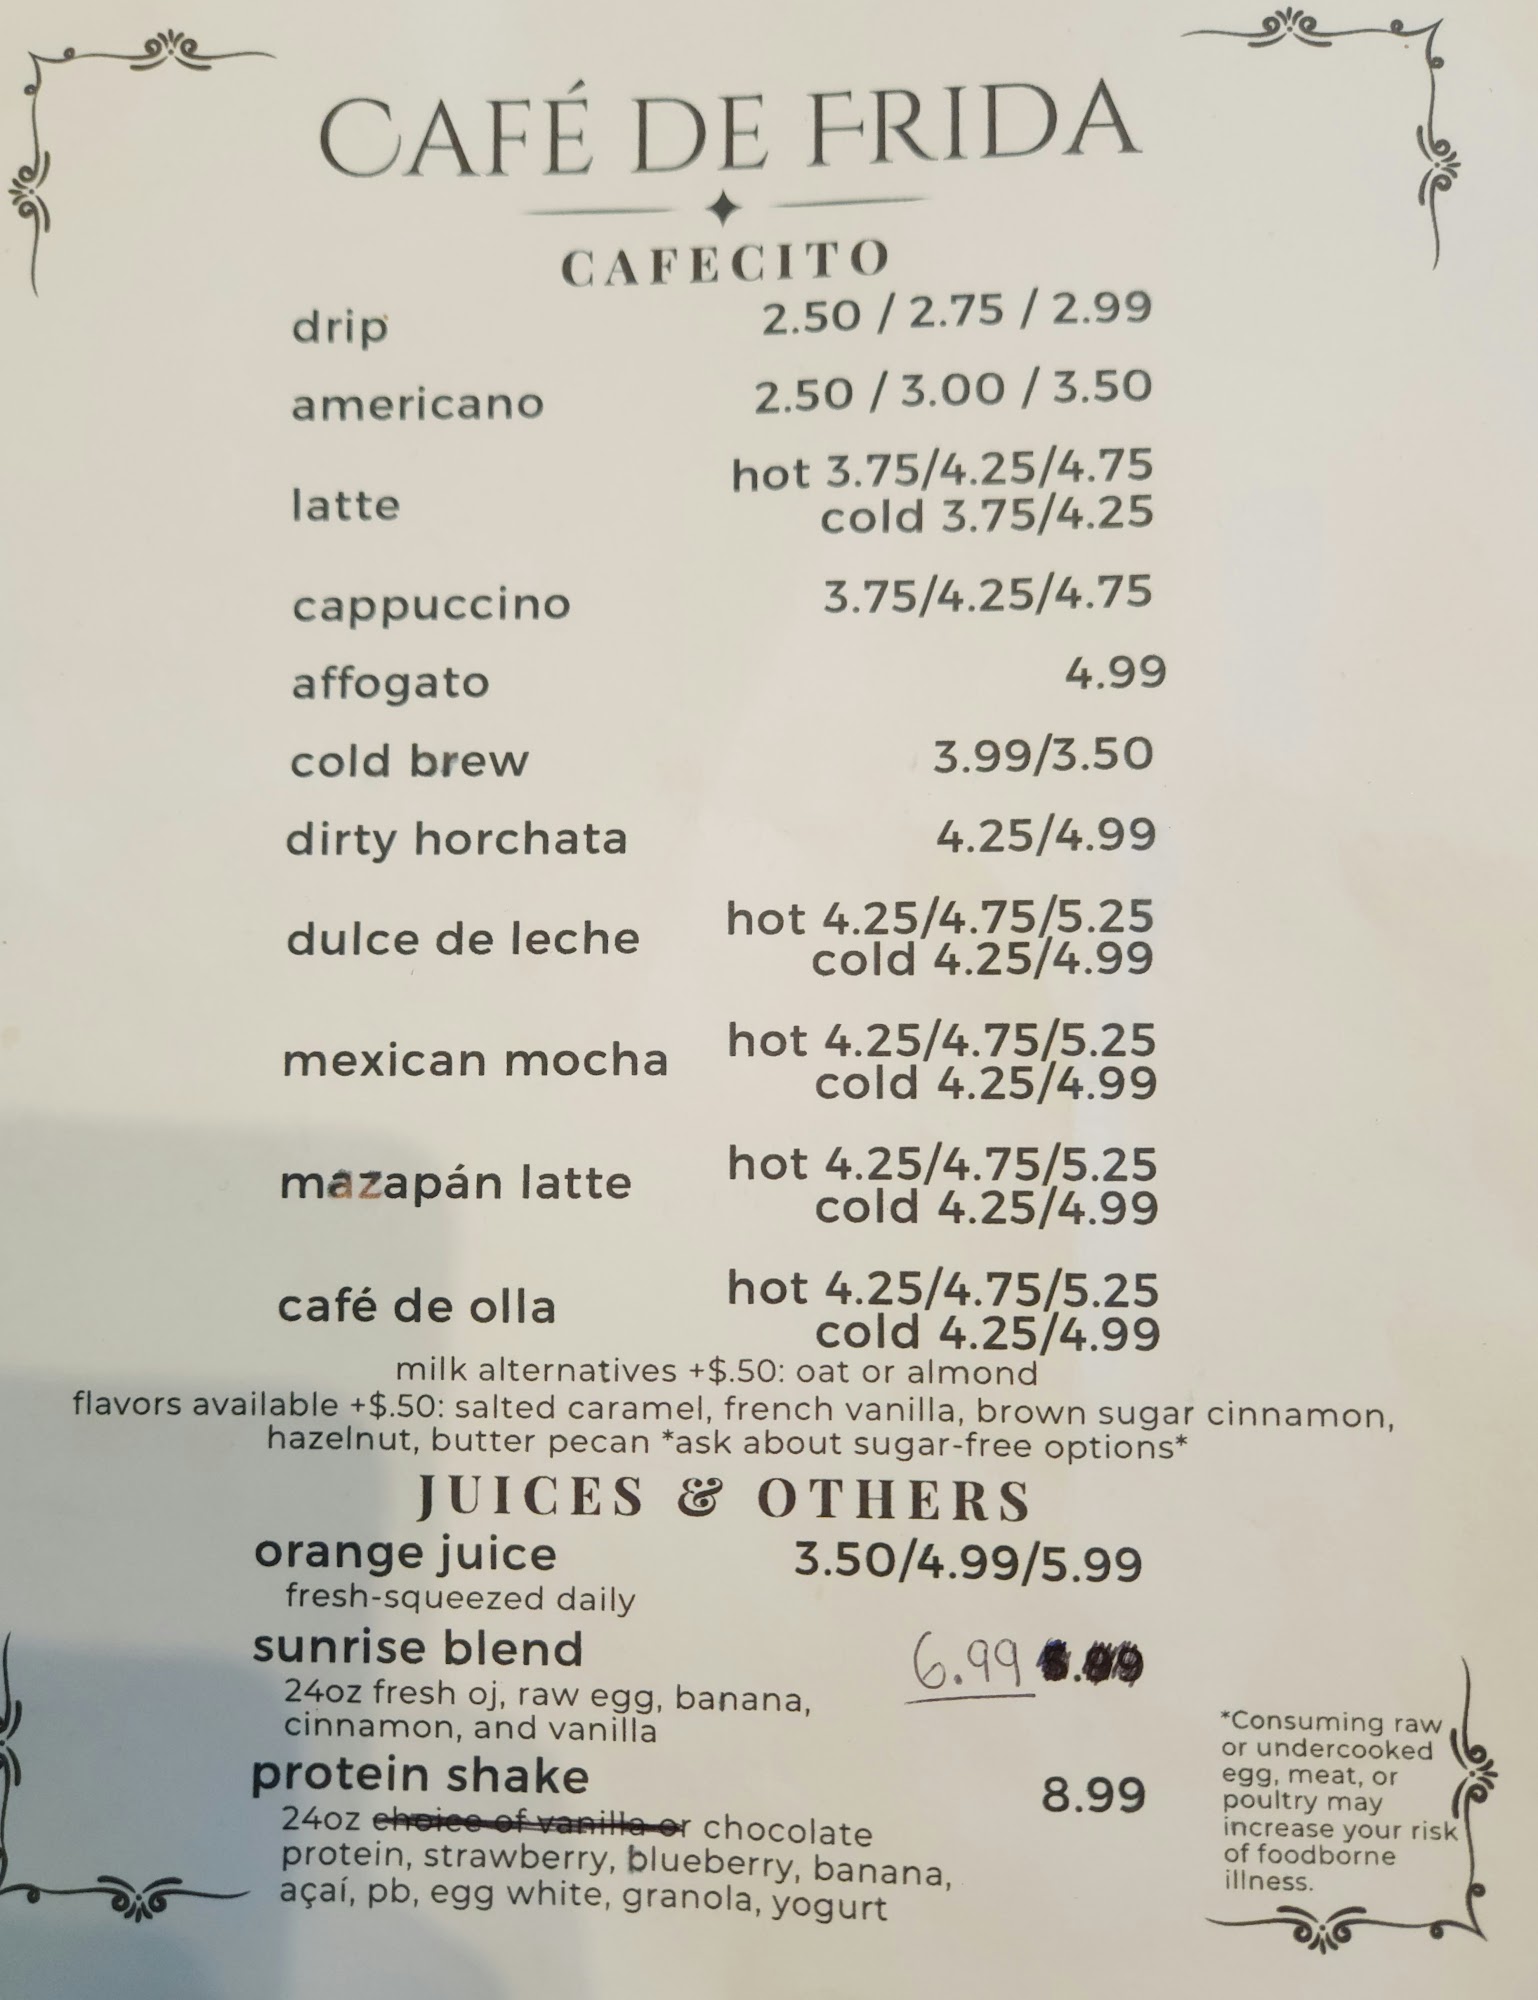 CAFÉ DE FRIDA
CAFECITO
drip 2.50 / 2.75 / 2.99
americano 2.50 / 3.00 / 3.50
latte hot 3.75/4.25/4.75
cold 3.75/4.25
cappuccino 3.75/4.25/4.75
affogato 4.99
cold brew 3.99/3.50
dirty horchata 4.25/4.99
dulce de leche hot 4.25/4.75/5.25
cold 4.25/4.99
mexican mocha hot 4.25/4.75/5.25
cold 4.25/4.99
mazapán latte hot 4.25/4.75/5.25
cold 4.25/4.99
café de olla hot 4.25/4.75/5.25
cold 4.25/4.99
milk alternatives +$.50: oat or almond
flavors available +$.50: salted caramel, french vanilla, brown sugar cinnamon,
hazelnut, butter pecan *ask about sugar-free options*
JUICES & OTHERS
orange juice 3.50/4.99/5.99
fresh-squeezed daily
sunrise blend 6.99
24oz fresh oj, raw egg, banana,
cinnamon, and vanilla
protein shake 8.99
24oz choice of vanilla or chocolate
protein, strawberry, blueberry, banana,
açaí, pb, egg white, granola, yogurt
*Consuming raw
or undercooked
egg, meat, or
poultry may
increase your risk
of foodborne
illness.